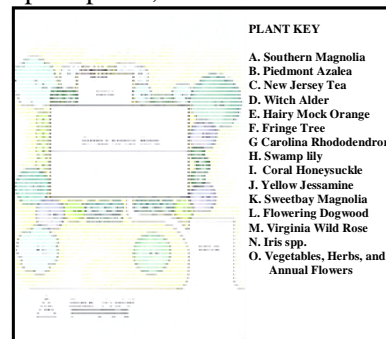 PLANT KEY
A. Southern Magnolia
B. Piedmont Azalea
C. New Jersey Tea
D. Witch Alder
E. Hairy Mock Orange
F. Fringe Tree
G Carolina Rhododendron
H. Swamp lily
I. Coral Honeysuckle
J. Yellow Jessamine
K. Sweetbay Magnolia
L. Flowering Dogwood
M. Virginia Wild Rose
N. Iris spp.
O. Vegetables, Herbs, and
Annual Flowers